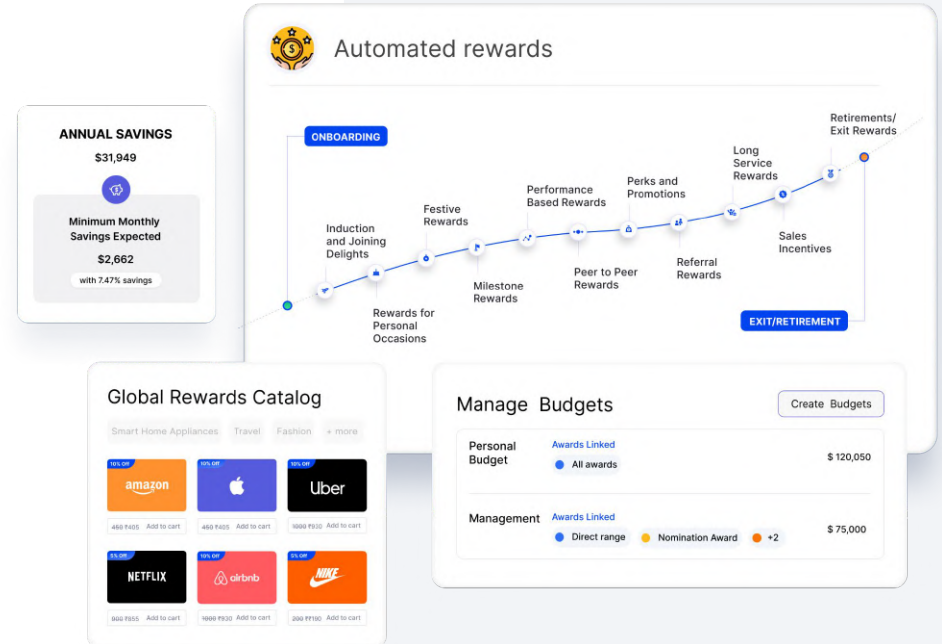 Automated rewards
ANNUAL SAVINGS
$31,949
Minimum Monthly
Savings Expected
$2,662
with 7.47% savings
ONBOARDING
Induction
and Joining
Delights
Rewards for
Personal
Occasions
Festive
Rewards
Milestone
Rewards
Performance
Based Rewards
Peer to Peer
Rewards
Perks and
Promotions
Referral
Rewards
Long
Service
Rewards
Sales
Incentives
Retirements/
Exit Rewards
EXIT/RETIREMENT
Global Rewards Catalog
Smart Home Appliances Travel Fashion + more
10% Off 10% Off 10% Off
amazon Uber
450 ₹405 Add to cart 450 ₹405 Add to cart Add to cart
5% Off 10% Off 5% Off
NETFLIX airbnb NIKE
900 ₹855 Add to cart Add to cart Add to cart
Manage Budgets
Create Budgets
Personal
Budget
Awards Linked
All awards
$ 120,050
Management
Awards Linked
Direct range Nomination Award +2
$ 75,000